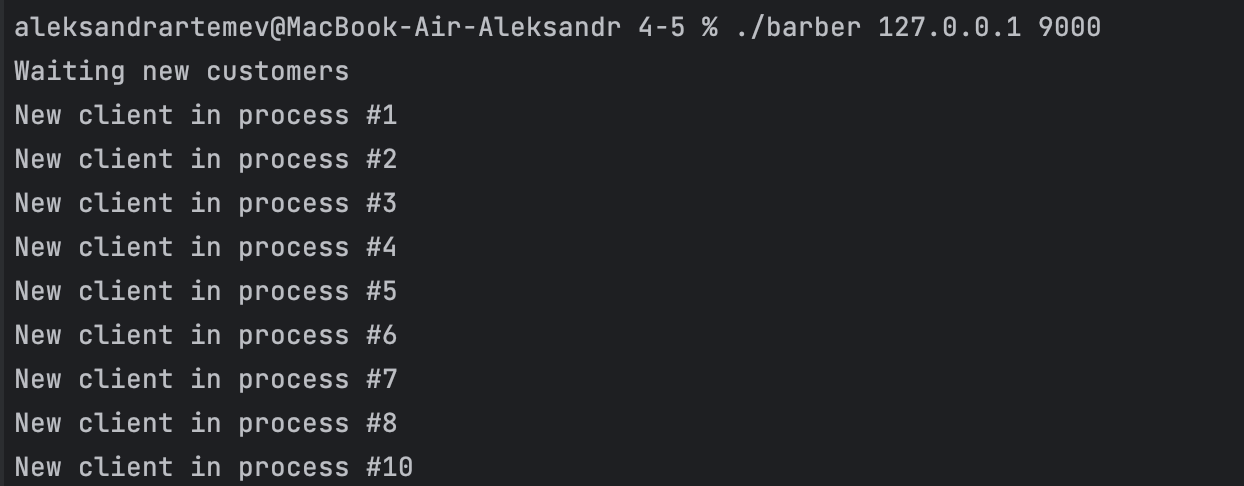 aleksandrartemev@MacBook-Air-Aleksandr 4-5 % ./barber 127.0.0.1 9000
Waiting new customers
New client in process #1
New client in process #2
New client in process #3
New client in process #4
New client in process #5
New client in process #6
New client in process #7
New client in process #8
New client in process #10